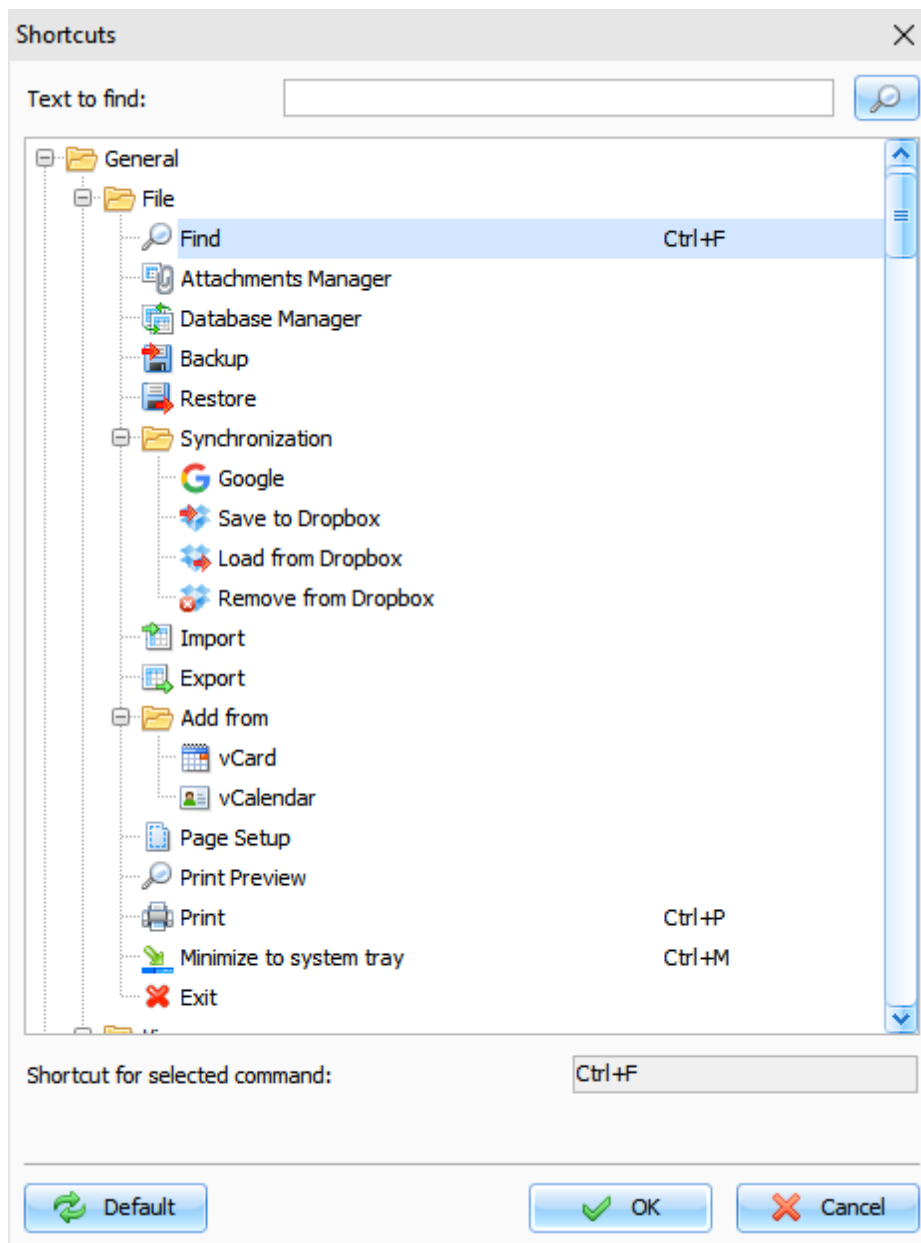 Shortcuts
Text to find:
General
File
Find Ctrl+F
Attachments Manager
Database Manager
Backup
Restore
Synchronization
Google
Save to Dropbox
Load from Dropbox
Remove from Dropbox
Import
Export
Add from
vCard
vCalendar
Page Setup
Print Preview
Print Ctrl+P
Minimize to system tray Ctrl+M
Exit
Shortcut for selected command: Ctrl+F
Default OK Cancel